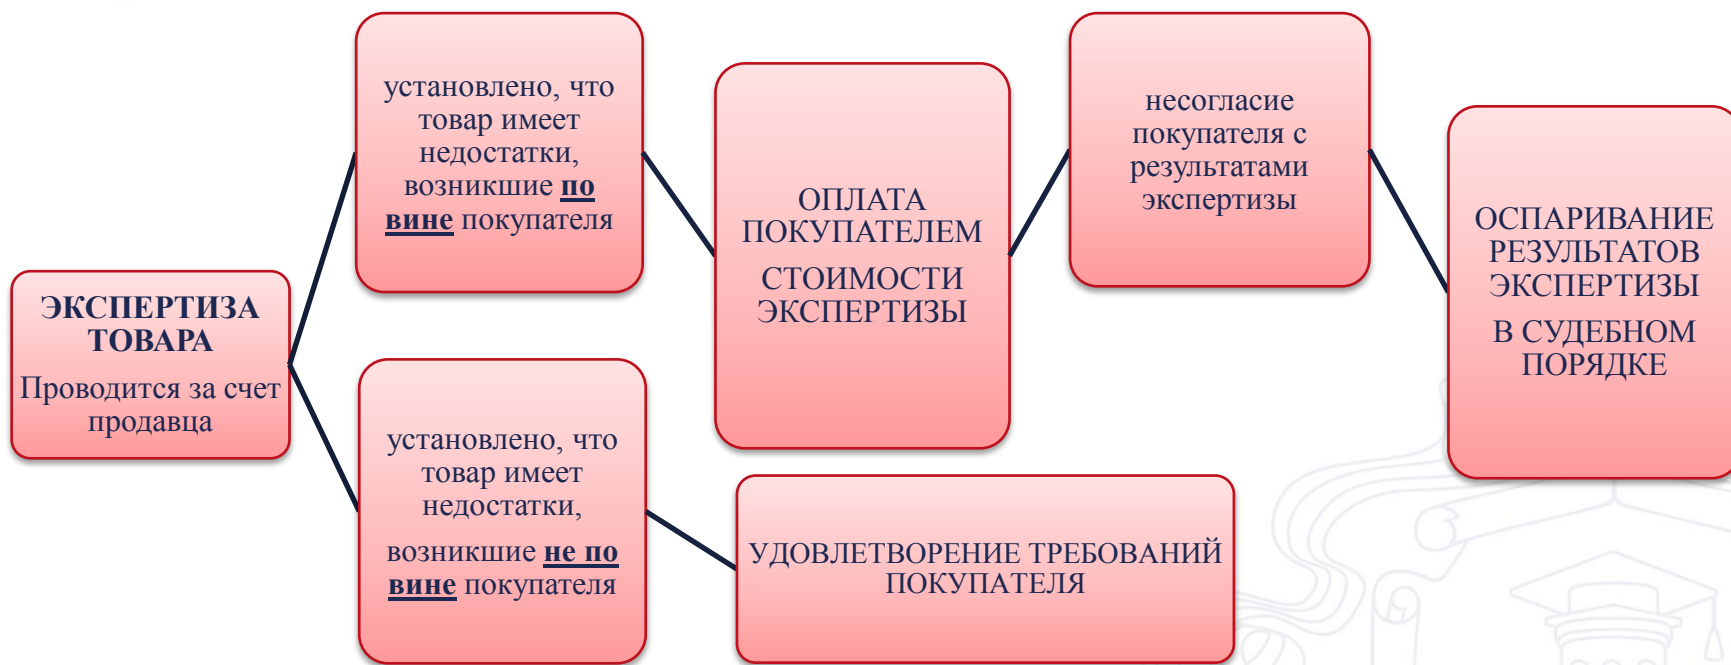 ЭКСПЕРТИЗА
ТОВАРА
Проводится за счет
продавца
установлено, что
товар имеет
недостатки,
возникшие по
вине покупателя
ОПЛАТА
ПОКУПАТЕЛЕМ
СТОИМОСТИ
ЭКСПЕРТИЗЫ
несогласие
покупателя с
результатами
экспертизы
ОСПАРИВАНИЕ
РЕЗУЛЬТАТОВ
ЭКСПЕРТИЗЫ
В СУДЕБНОМ
ПОРЯДКЕ
установлено, что
товар имеет
недостатки,
возникшие не по
вине покупателя
УДОВЛЕТВОРЕНИЕ ТРЕБОВАНИЙ
ПОКУПАТЕЛЯ